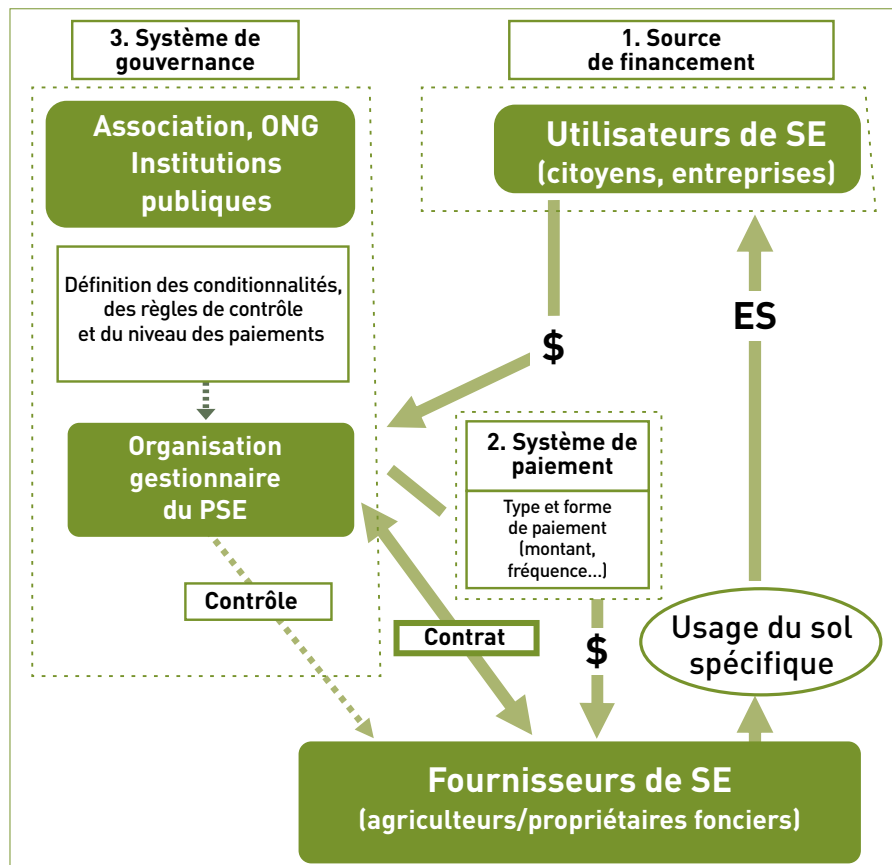 3. Système de
gouvernance
Association, ONG
Institutions
publiques
Définition des conditionnalités,
des règles de contrôle
et du niveau des paiements
Organisation
gestionnaire
du PSE
Contrôle
1. Source
de financement
Utilisateurs de SE
(citoyens, entreprises)
$
ES
2. Système de
paiement
Type et forme
de paiement
(montant,
fréquence...)
Contrat
$
Usage du sol
spécifique
Fournisseurs de SE
(agriculteurs/propriétaires fonciers)